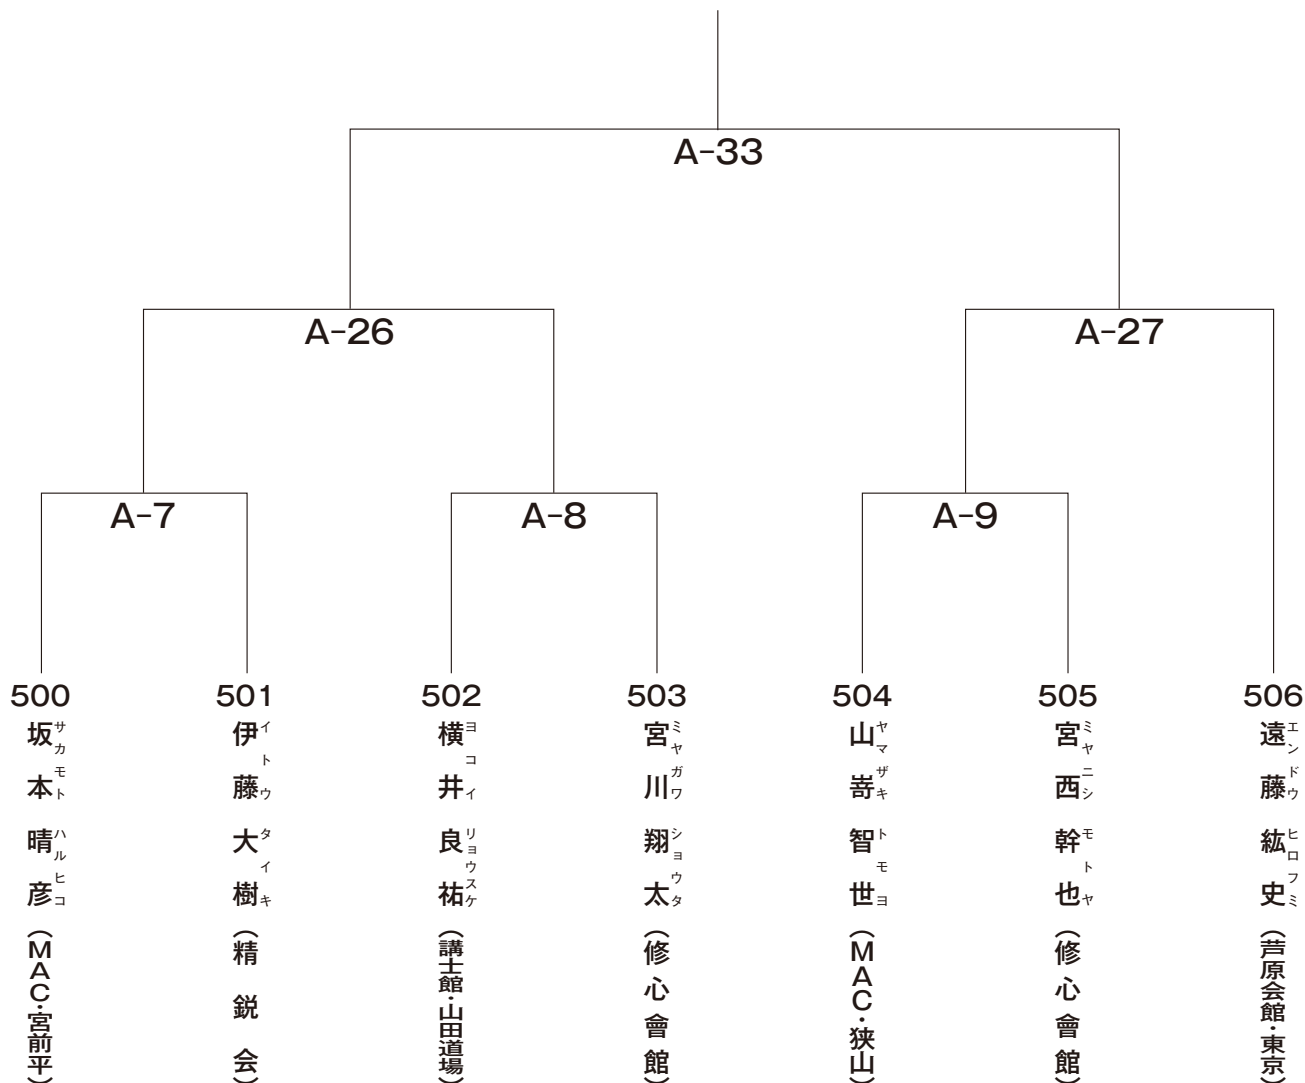 A-33
A-26
A-27
A-7
A-8
A-9
500
坂本晴彦
サカモトハルヒコ
(MAC・宮前平)
501
伊藤大樹
イトウタイキ
(精鋭会)
502
横井良祐
ヨコイリョウスケ
(講士館・山田道場)
503
宮川翔太
ミヤガワショウタ
(修心會館)
504
山嵜智世
ヤマザキトモヨ
(MAC・狭山)
505
宮西幹也
ミヤニシモトヤ
(修心會館)
506
遠藤紘史
エンドウヒロフミ
(芦原会館・東京)